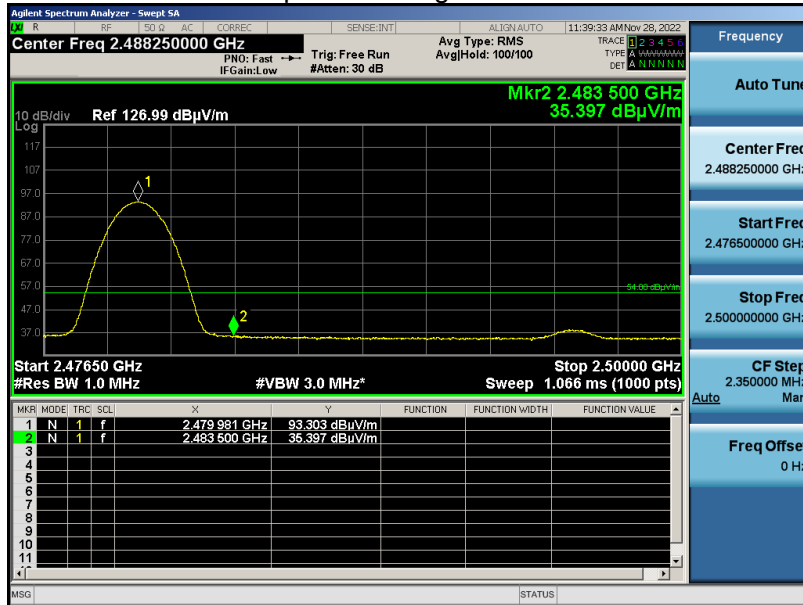 Agilent Spectrum Analyzer - Swept SA
LXI R RF 50 Ω AC CORREC SENSE:INT ALIGN AUTO 11:39:33 AM Nov 28, 2022
Center Freq 2.488250000 GHz
PNO: Fast
IFGain:Low
Trig: Free Run
#Atten: 30 dB
Avg Type: RMS
Avg|Hold: 100/100
TRACE 1 2 3 4 5 6
TYPE A
DET A N N N N N
Mkr2 2.483 500 GHz
35.397 dBµV/m
10 dB/div Ref 126.99 dBµV/m
Log
117
107
97.0
87.0
77.0
67.0
57.0
47.0
37.0
1
2
54.00 dBµV/m
Start 2.47650 GHz Stop 2.50000 GHz
#Res BW 1.0 MHz #VBW 3.0 MHz* Sweep 1.066 ms (1000 pts)
MKR MODE TRC SCL X Y FUNCTION FUNCTION WIDTH FUNCTION VALUE
1 N 1 f 2.479 981 GHz 93.303 dBµV/m
2 N 1 f 2.483 500 GHz 35.397 dBµV/m
3
4
5
6
7
8
9
10
11
MSG STATUS
Frequency
Auto Tune
Center Freq
2.488250000 GHz
Start Freq
2.476500000 GHz
Stop Freq
2.500000000 GHz
CF Step
2.350000 MHz
Auto Man
Freq Offset
0 Hz